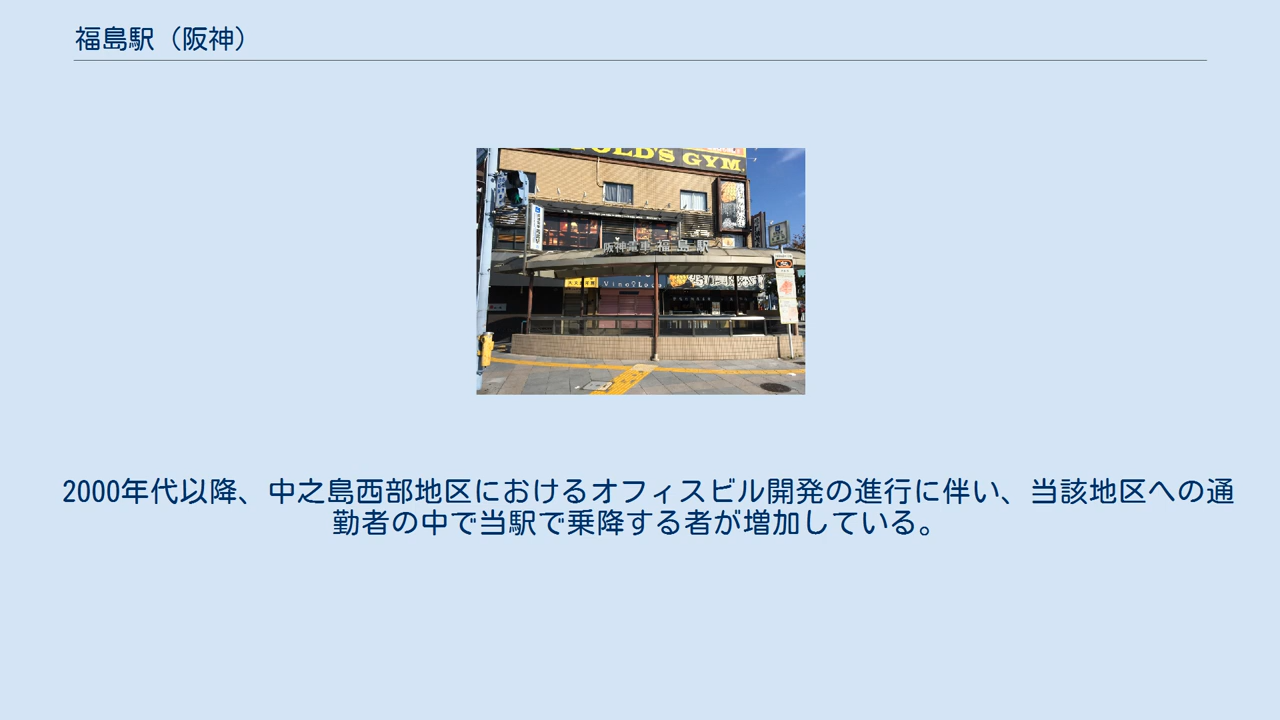 福島駅（阪神）
GOLD'S GYM
阪神電車 福島駅
2000年代以降、中之島西部地区におけるオフィスビル開発の進行に伴い、当該地区への通
勤者の中で当駅で乗降する者が増加している。